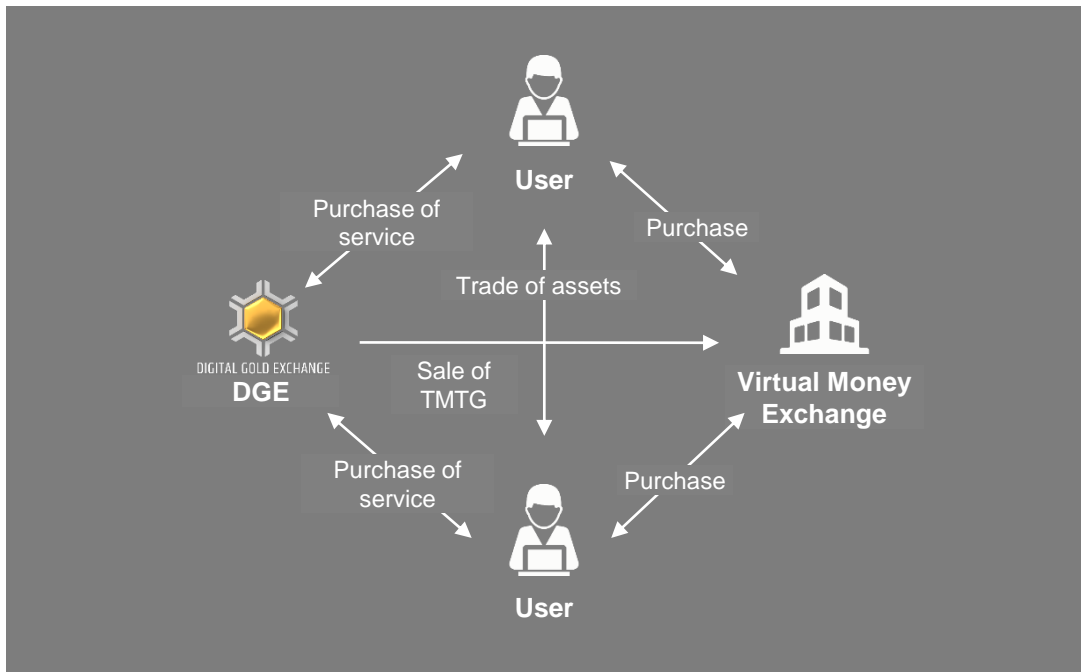 User
Purchase of
service
Purchase
Trade of assets
DIGITAL GOLD EXCHANGE
DGE
Sale of
TMTG
Virtual Money
Exchange
Purchase of
service
Purchase
User